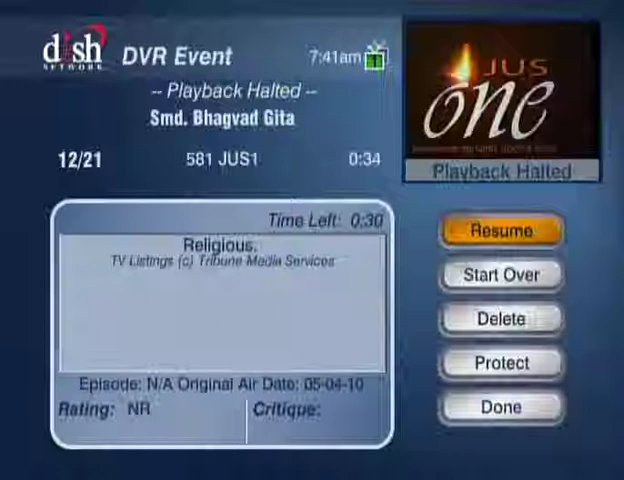 dish
NETWORK
DVR Event
7:41am
1
-- Playback Halted --
Smd. Bhagvad Gita
12/21
581 JUS1
0:34
JUS
one
Playback Halted
Time Left: 0:30
Religious.
TV Listings (c) Tribune Media Services
Episode: N/A Original Air Date: 05-04-10
Rating: NR
Critique:
Resume
Start Over
Delete
Protect
Done